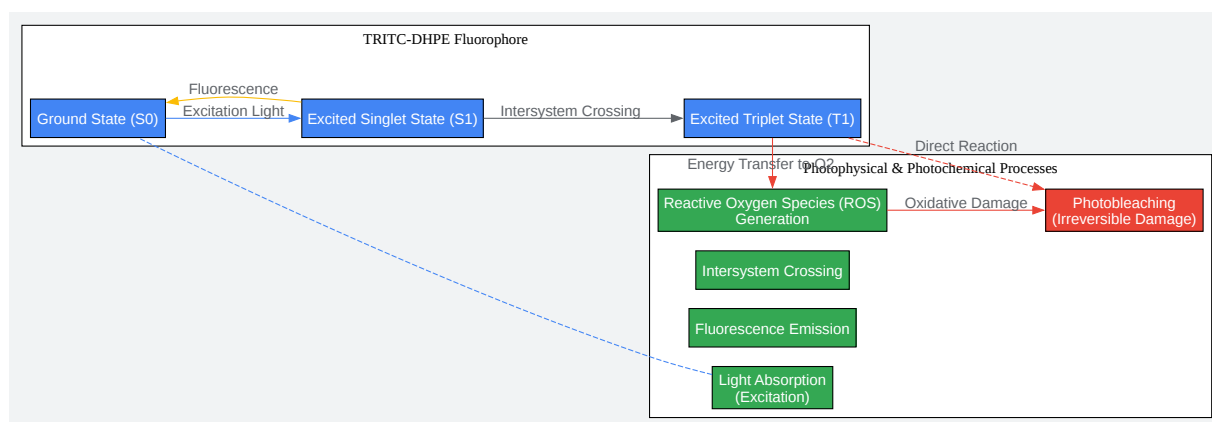 TRITC-DHPE Fluorophore
Fluorescence
Ground State (S0)
Excitation Light
Excited Singlet State (S1)
Intersystem Crossing
Excited Triplet State (T1)
Direct Reaction
Energy Transfer to O2
Photophysical & Photochemical Processes
Reactive Oxygen Species (ROS)
Generation
Oxidative Damage
Photobleaching
(Irreversible Damage)
Intersystem Crossing
Fluorescence Emission
Light Absorption
(Excitation)